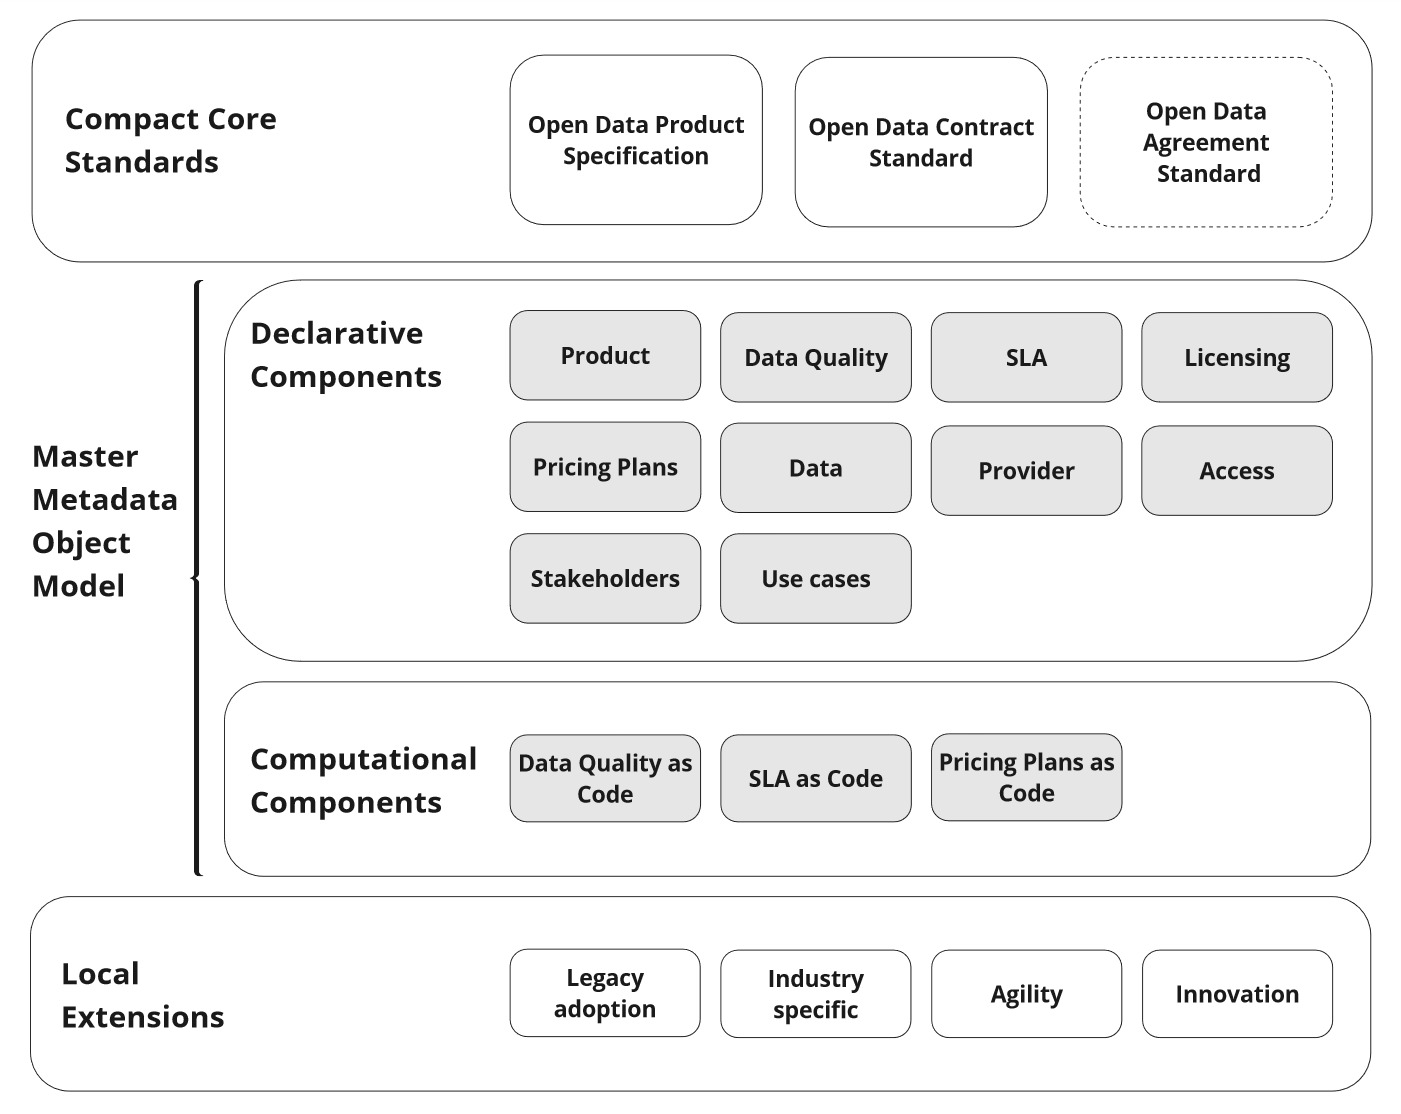 Compact Core
Standards
Open Data Product
Specification
Open Data Contract
Standard
Open Data
Agreement
Standard
Master
Metadata
Object
Model
Declarative
Components
Product
Data Quality
SLA
Licensing
Pricing Plans
Data
Provider
Access
Stakeholders
Use cases
Computational
Components
Data Quality as
Code
SLA as Code
Pricing Plans as
Code
Local
Extensions
Legacy
adoption
Industry
specific
Agility
Innovation